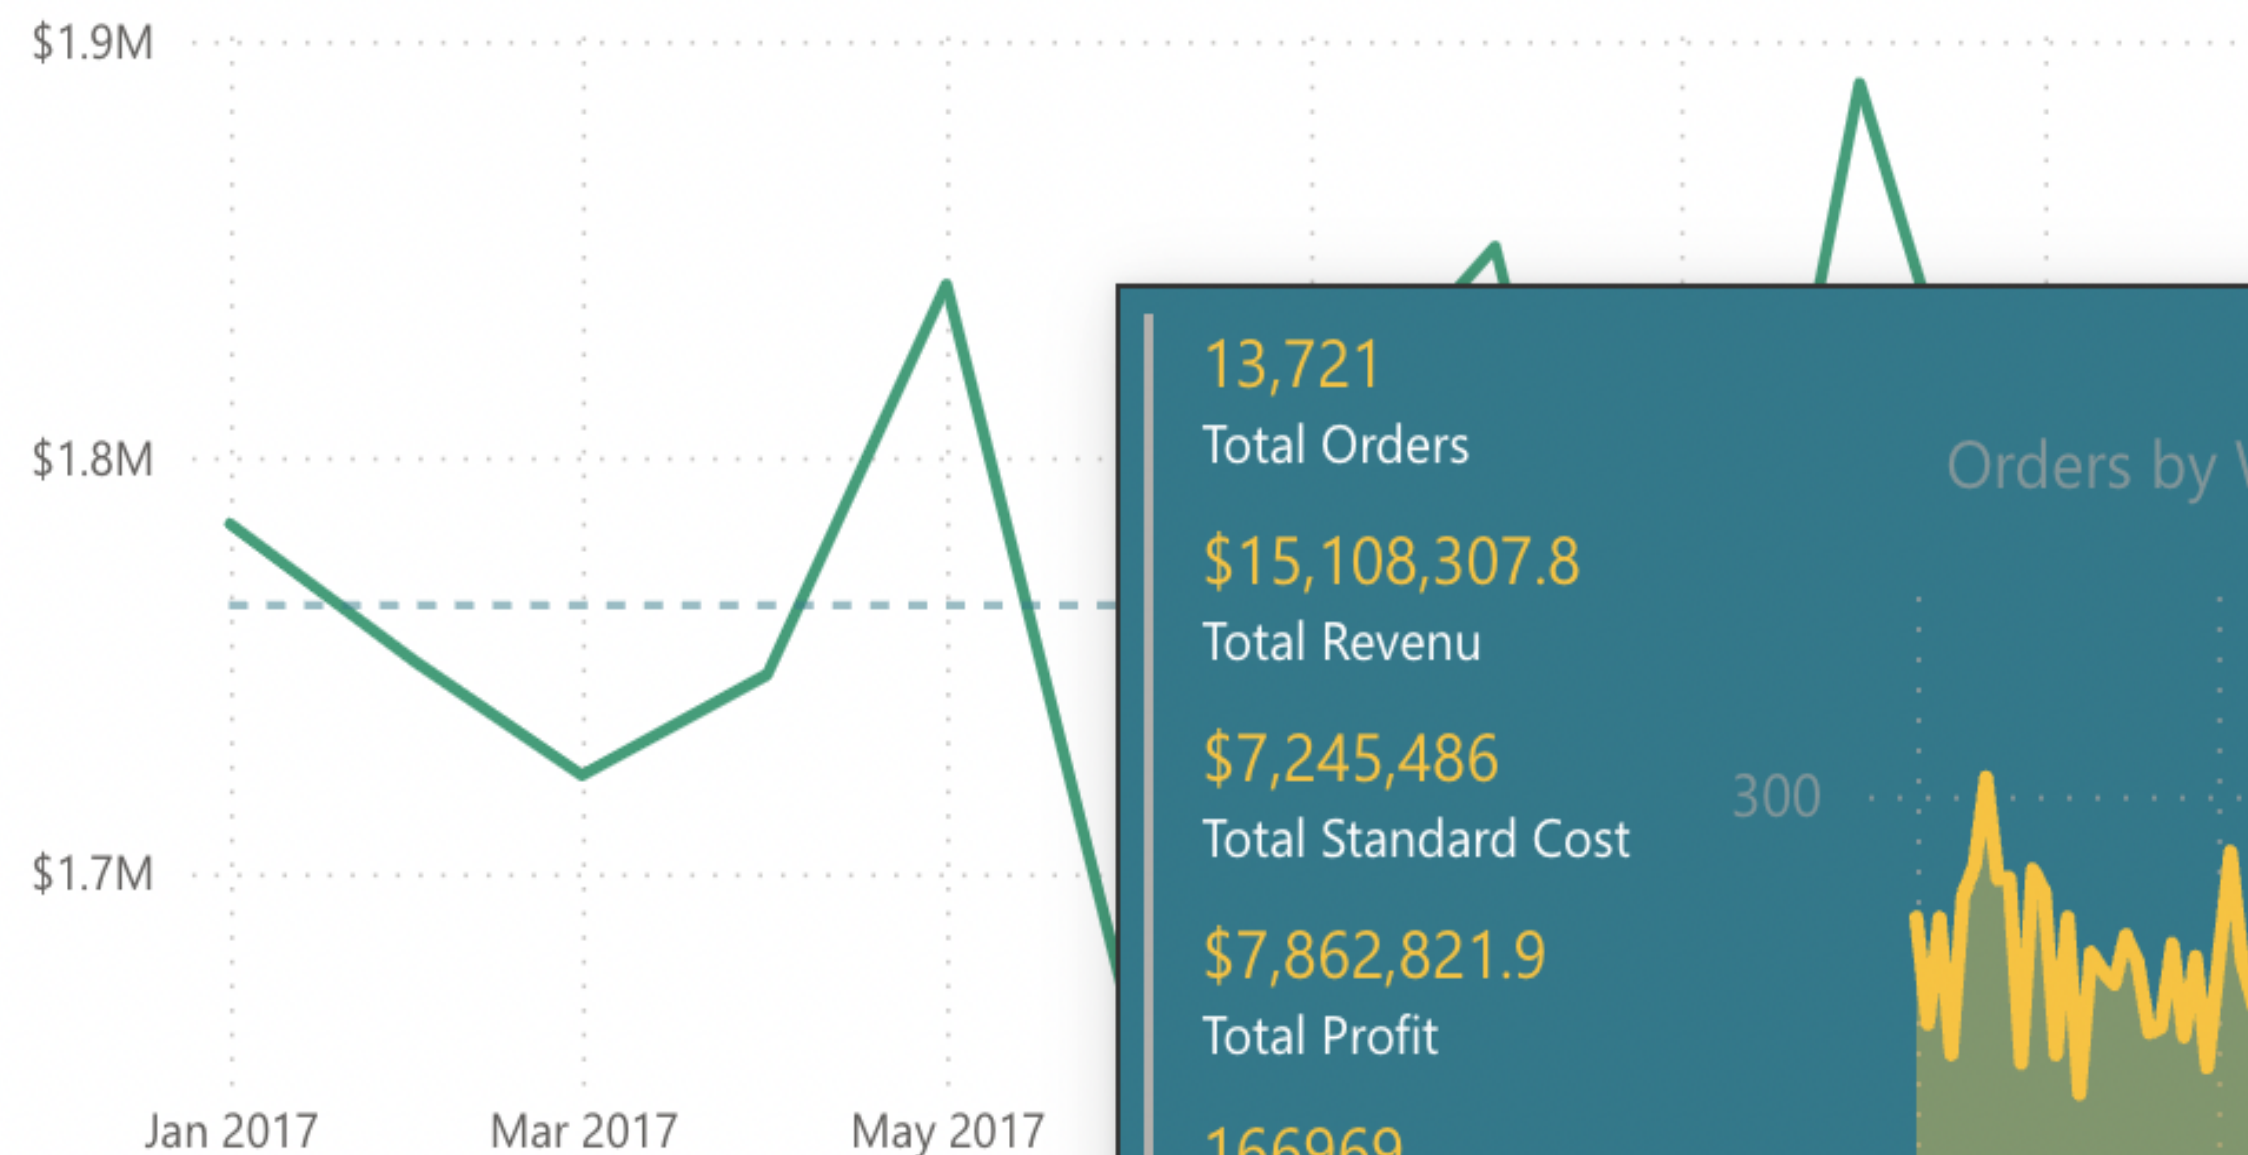 $1.9M
$1.8M
$1.7M
Jan 2017 Mar 2017 May 2017
13,721
Total Orders
$15,108,307.8
Total Revenu
$7,245,486
Total Standard Cost
$7,862,821.9
Total Profit
166969
Orders by
300